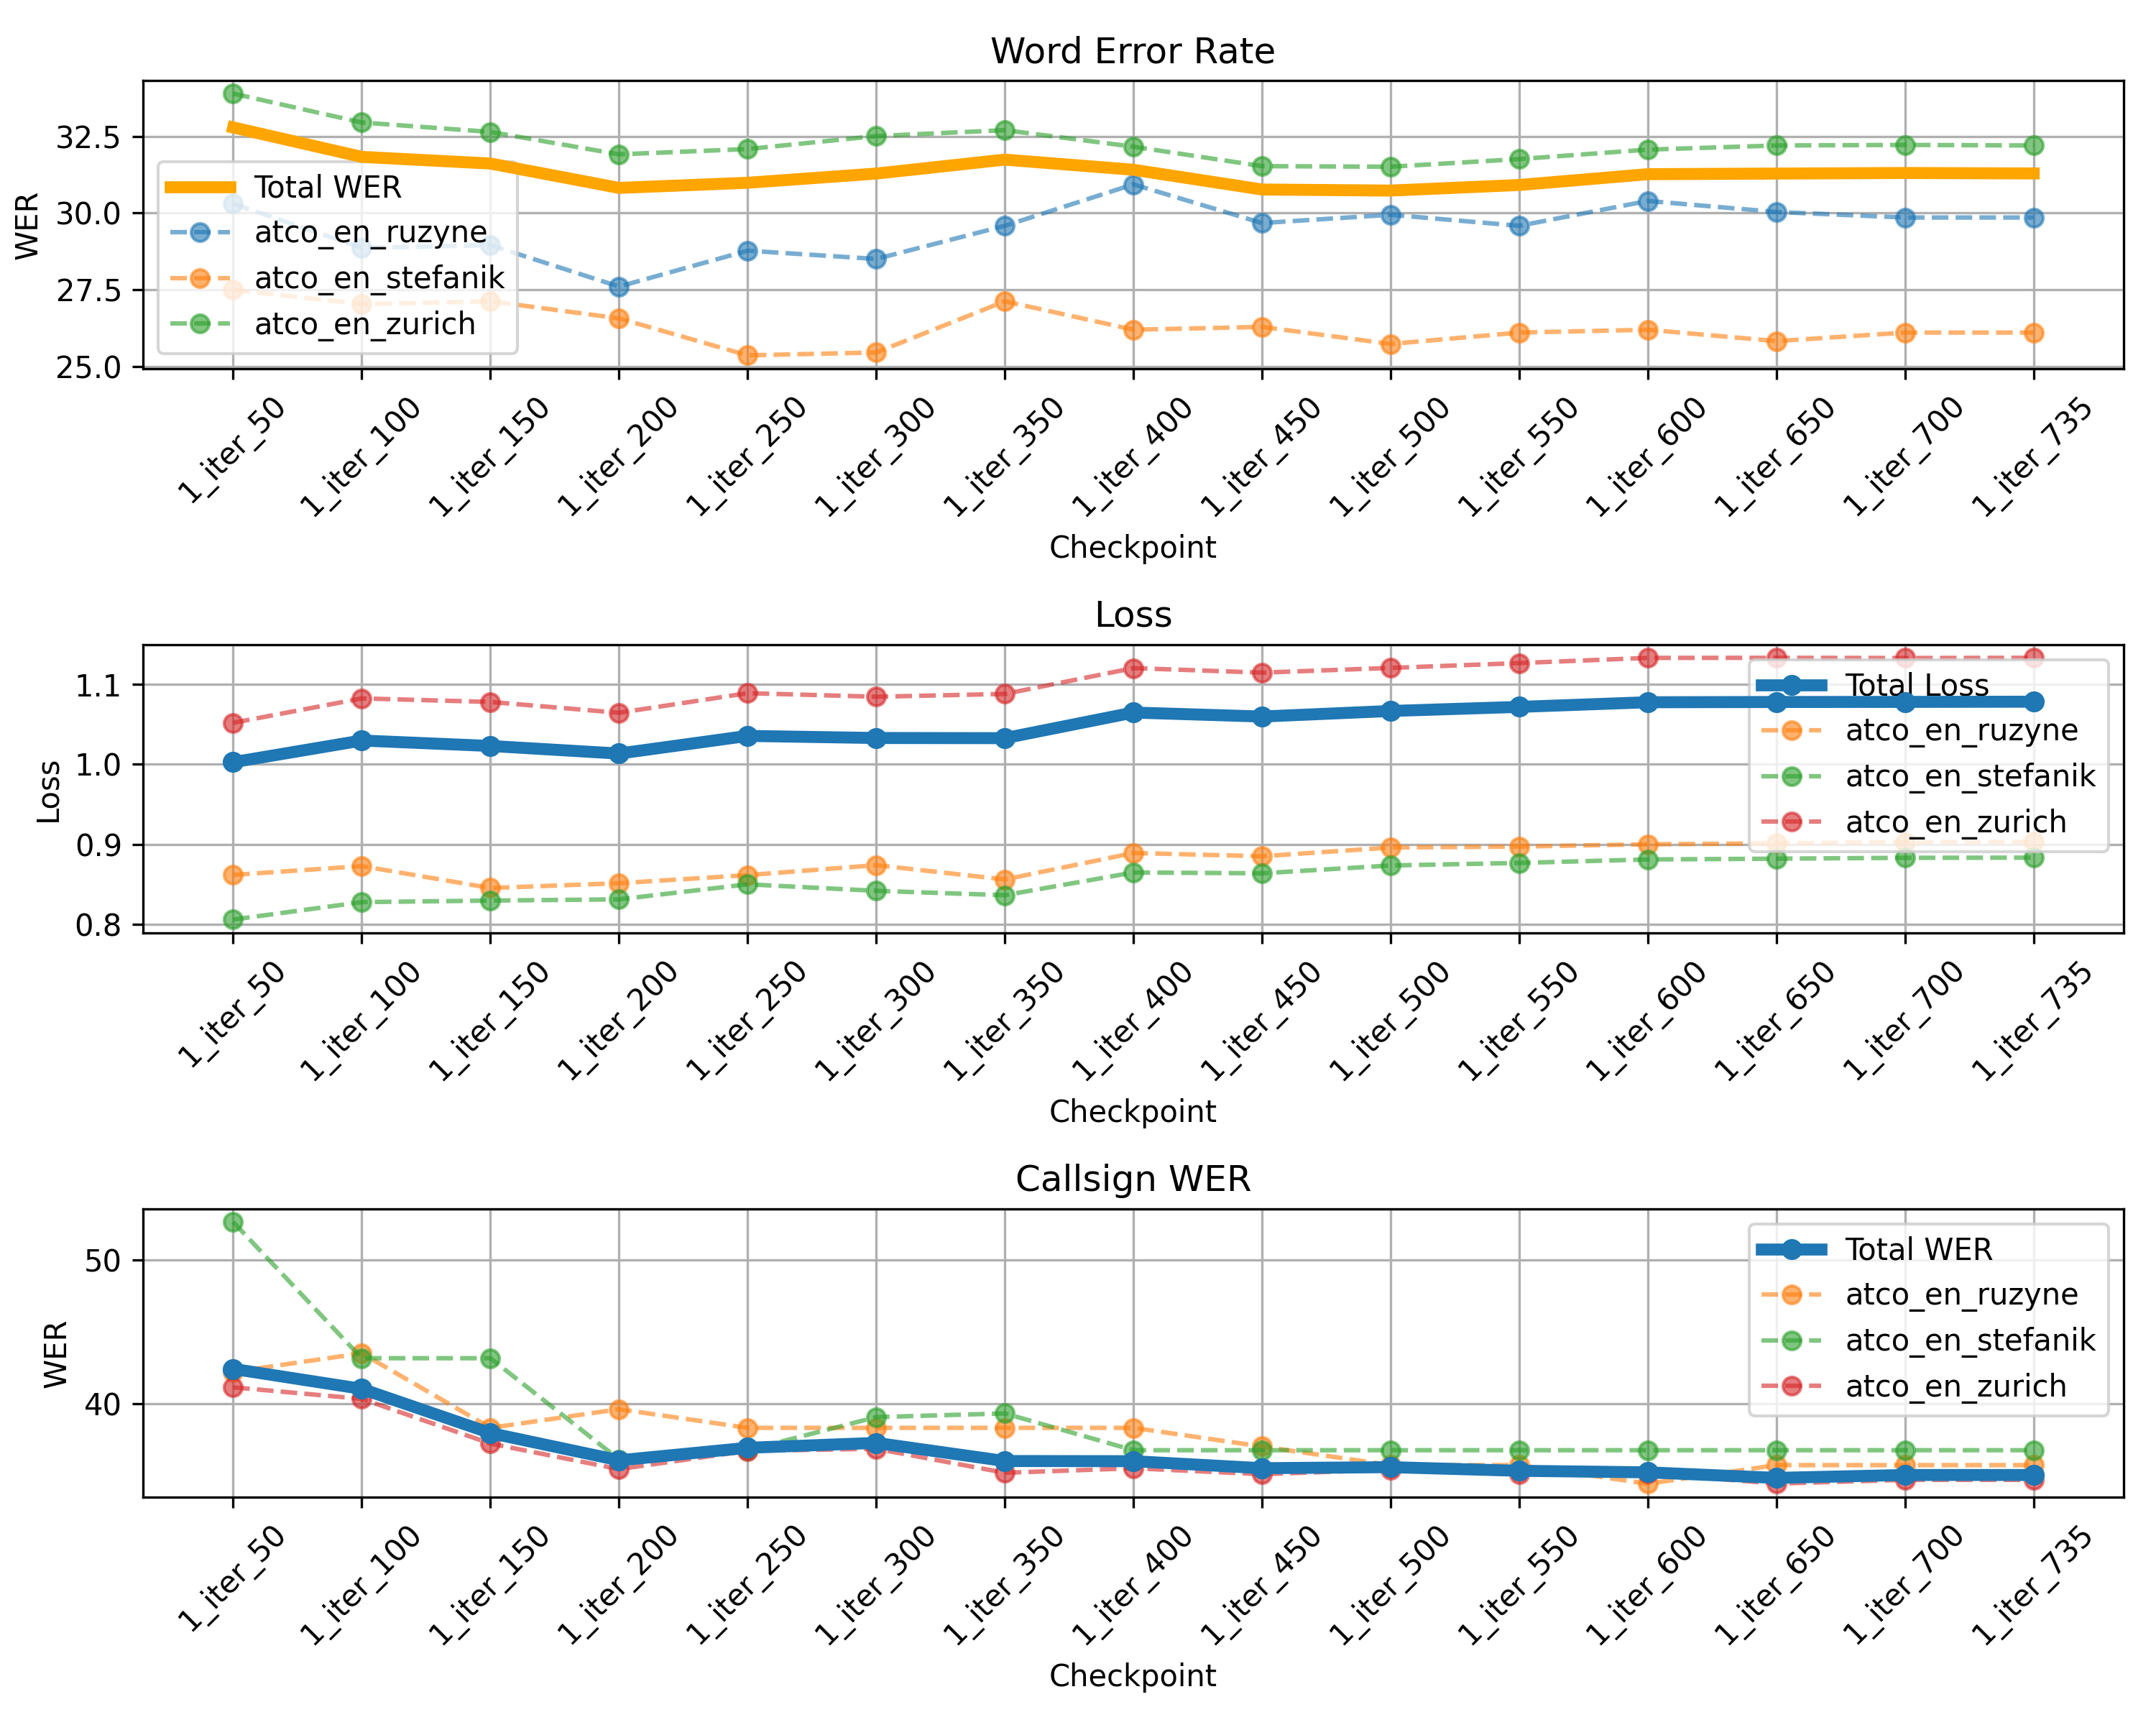 Word Error Rate
WER
32.5
30.0
27.5
25.0
Total WER
atco_en_ruzyne
atco_en_stefanik
atco_en_zurich
1_iter_50
1_iter_100
1_iter_150
1_iter_200
1_iter_250
1_iter_300
1_iter_350
1_iter_400
1_iter_450
1_iter_500
1_iter_550
1_iter_600
1_iter_650
1_iter_700
1_iter_735
Checkpoint
Loss
Loss
1.1
1.0
0.9
0.8
Total Loss
atco_en_ruzyne
atco_en_stefanik
atco_en_zurich
1_iter_50
1_iter_100
1_iter_150
1_iter_200
1_iter_250
1_iter_300
1_iter_350
1_iter_400
1_iter_450
1_iter_500
1_iter_550
1_iter_600
1_iter_650
1_iter_700
1_iter_735
Checkpoint
Callsign WER
WER
50
40
Total WER
atco_en_ruzyne
atco_en_stefanik
atco_en_zurich
1_iter_50
1_iter_100
1_iter_150
1_iter_200
1_iter_250
1_iter_300
1_iter_350
1_iter_400
1_iter_450
1_iter_500
1_iter_550
1_iter_600
1_iter_650
1_iter_700
1_iter_735
Checkpoint